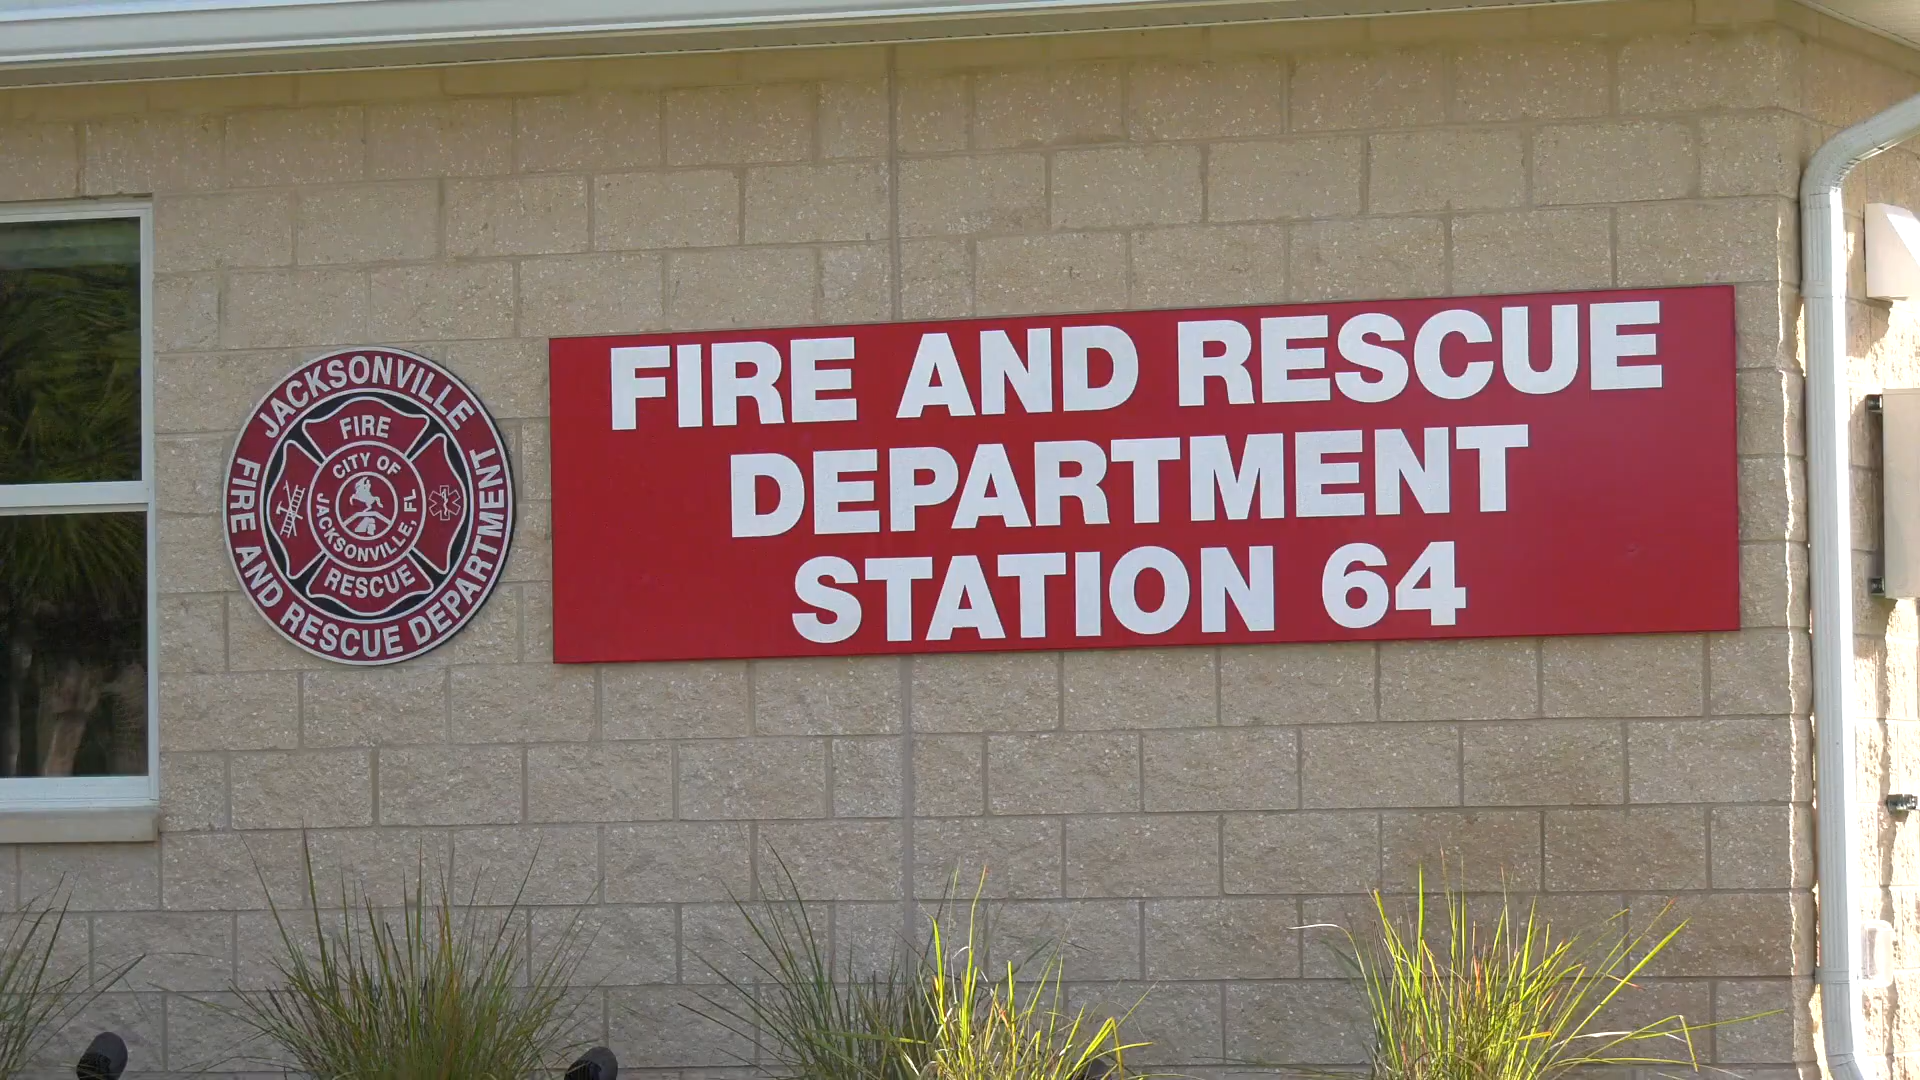 JACKSONVILLE
FIRE AND RESCUE DEPARTMENT
FIRE
CITY OF
JACKSONVILLE, FL
RESCUE
FIRE AND RESCUE
DEPARTMENT
STATION 64